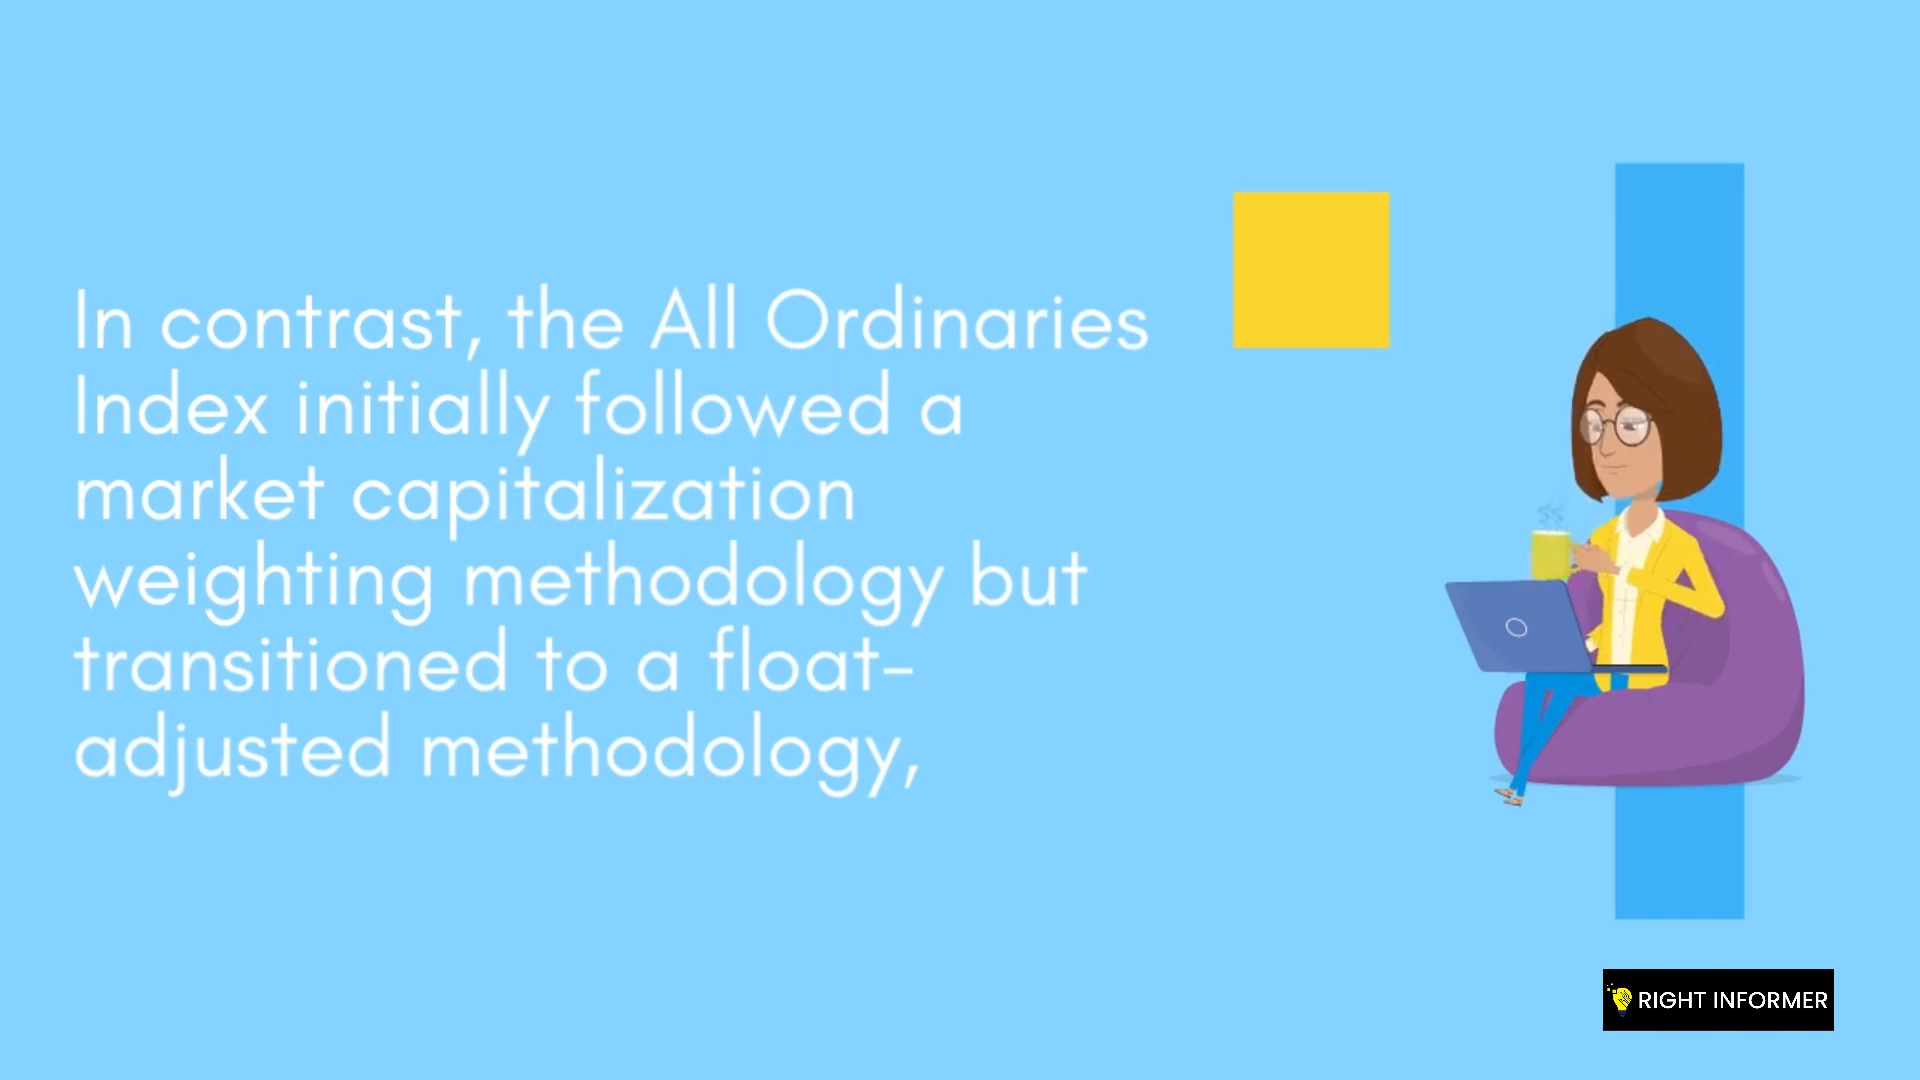 In contrast, the All Ordinaries
Index initially followed a
market capitalization
weighting methodology but
transitioned to a float-
adjusted methodology,
RIGHT INFORMER